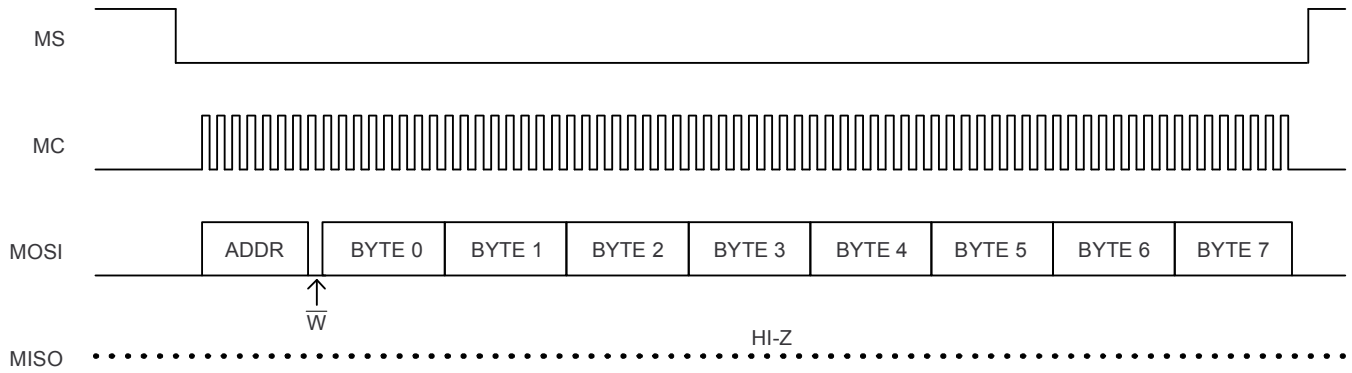 MS
MC
MOSI ADDR BYTE 0 BYTE 1 BYTE 2 BYTE 3 BYTE 4 BYTE 5 BYTE 6 BYTE 7
W̅
HI-Z
MISO